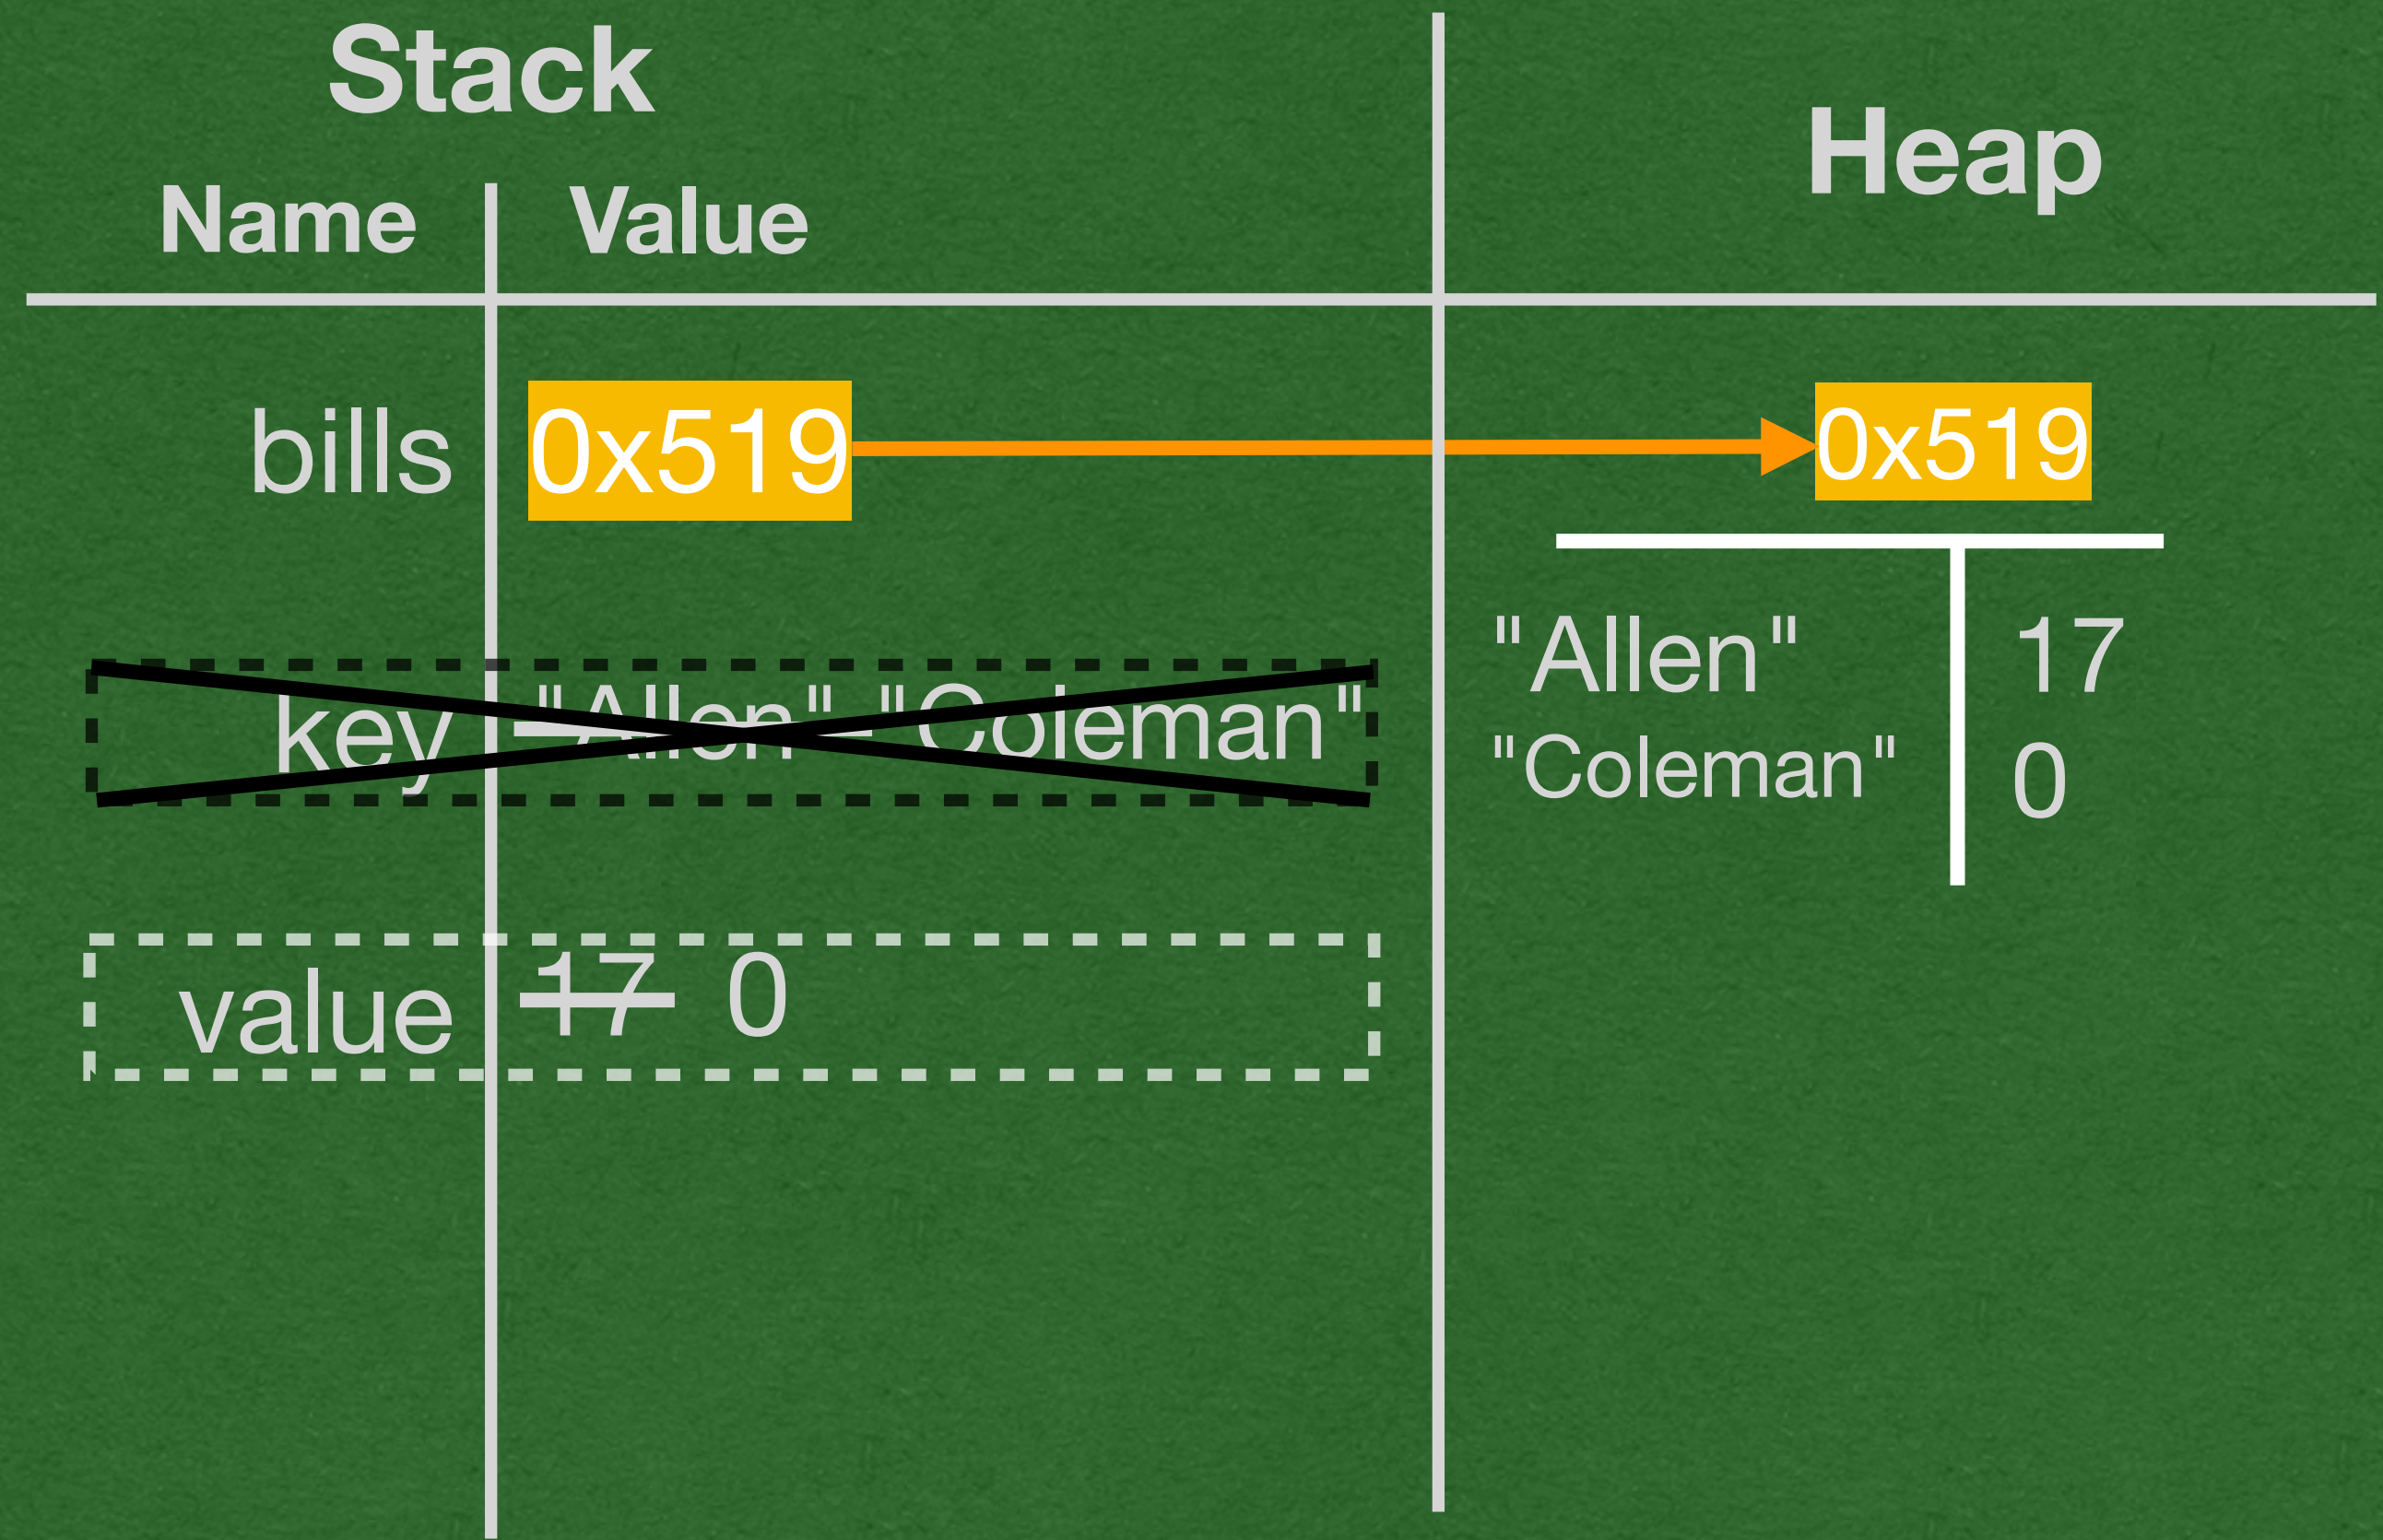 Stack
Heap
Name Value
bills 0x519 0x519
"Allen" 17
key "Allen" "Coleman"
"Coleman" 0
value 17 0